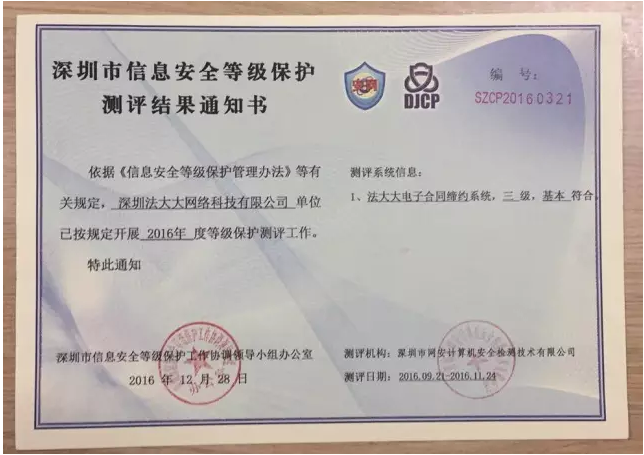 深圳市信息安全等级保护
测评结果通知书
安网
DJCP
编 号:
SZCP20160321
依据《信息安全等级保护管理办法》等有
关规定, 深圳法大大网络科技有限公司 单位
已按规定开展 2016年 度等级保护测评工作。
特此通知
测评系统信息:
1、法大大电子合同缔约系统, 三 级, 基本 符合。
深圳市信息安全等级保护工作协调领导小组办公室
2016 年 12 月 28 日
测评机构: 深圳市网安计算机安全检测技术有限公司
测评日期: 2016.09.21-2016.11.24